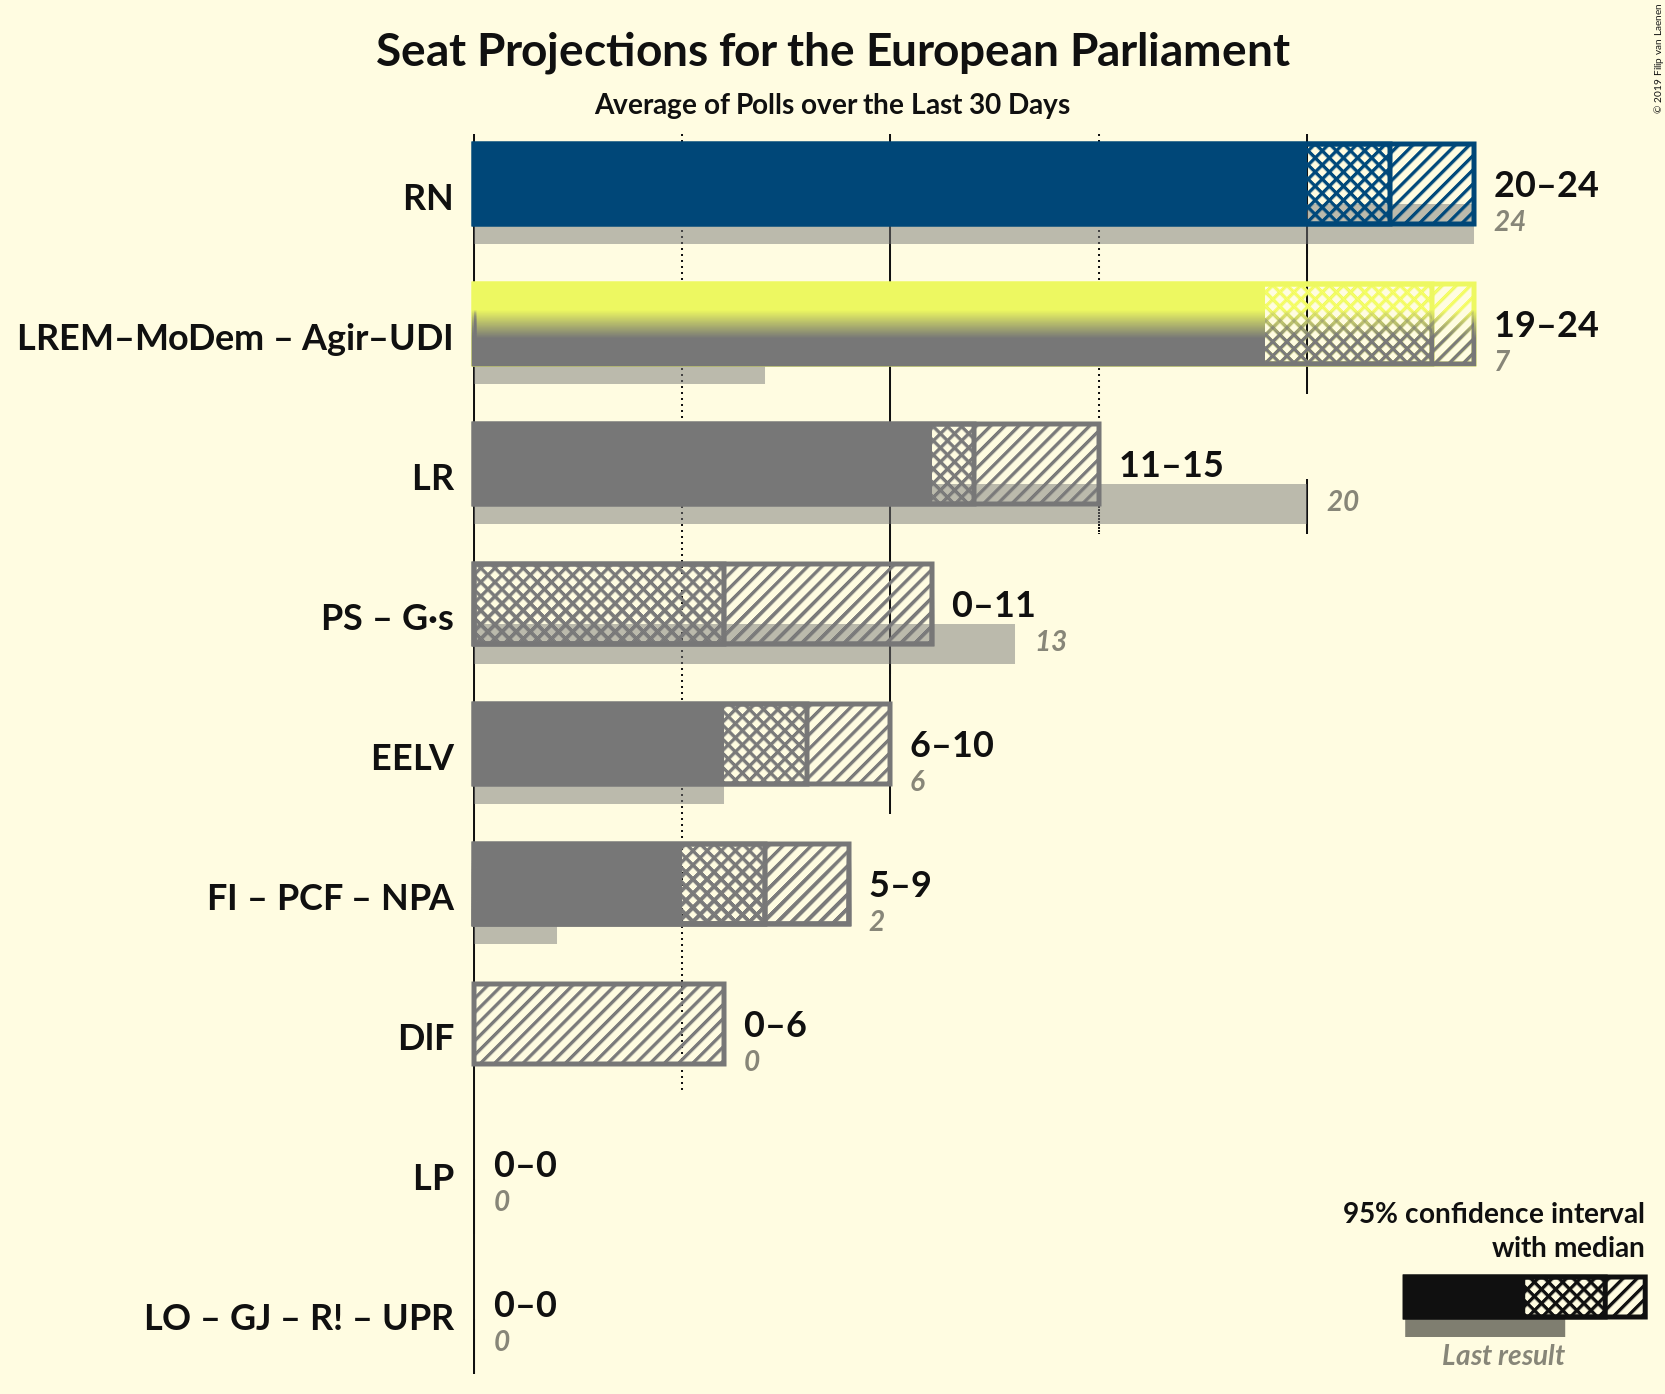 Seat Projections for the European Parliament
Average of Polls over the Last 30 Days
© 2019 Filip van Laenen
RN
20–24
24
LREM–MoDem – Agir–UDI
19–24
7
LR
11–15
20
PS – G·s
0–11
13
EELV
6–10
6
FI – PCF – NPA
5–9
2
DlF
0–6
0
LP
0–0
0
LO – GJ – R! – UPR
0–0
0
95% confidence interval
with median
Last result